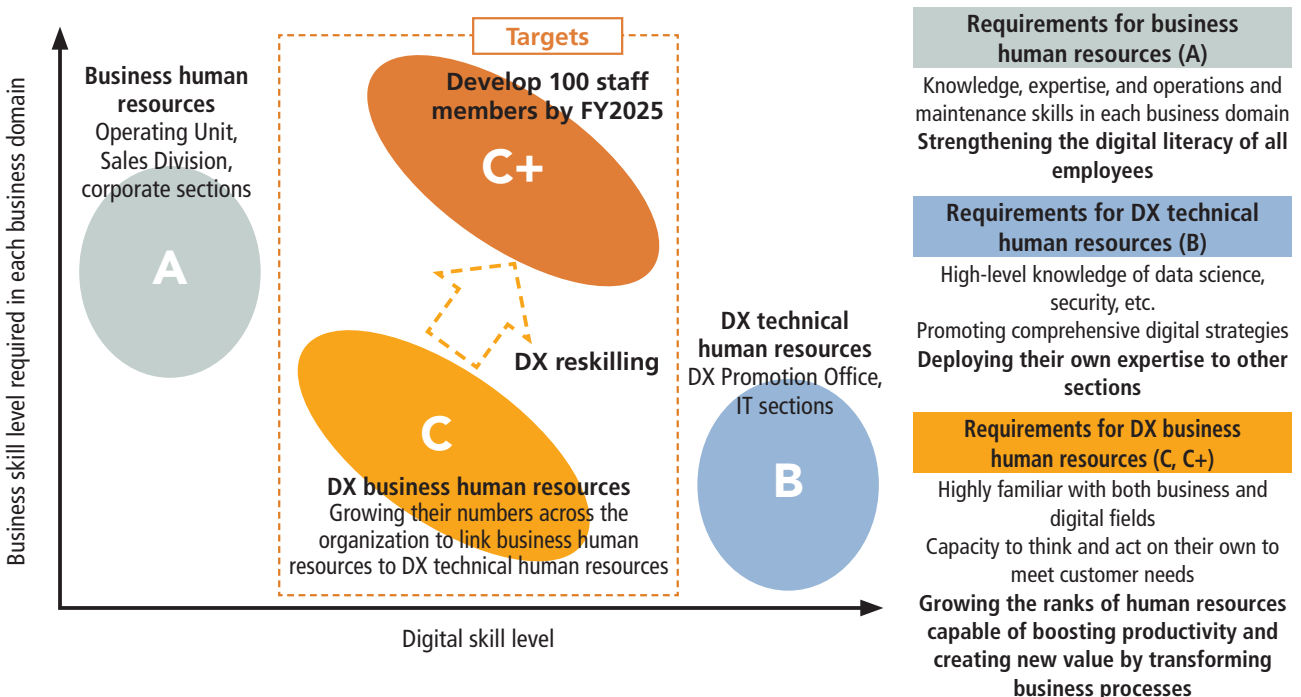 Targets
Business human
resources
Operating Unit,
Sales Division,
corporate sections
A
Develop 100 staff
members by FY2025
C+
DX reskilling
C
DX business human resources
Growing their numbers across the
organization to link business human
resources to DX technical human resources
DX technical
human resources
DX Promotion Office,
IT sections
B
Business skill level required in each business domain
Digital skill level
Requirements for business
human resources (A)
Knowledge, expertise, and operations and
maintenance skills in each business domain
Strengthening the digital literacy of all
employees
Requirements for DX technical
human resources (B)
High-level knowledge of data science,
security, etc.
Promoting comprehensive digital strategies
Deploying their own expertise to other
sections
Requirements for DX business
human resources (C, C+)
Highly familiar with both business and
digital fields
Capacity to think and act on their own to
meet customer needs
Growing the ranks of human resources
capable of boosting productivity and
creating new value by transforming
business processes